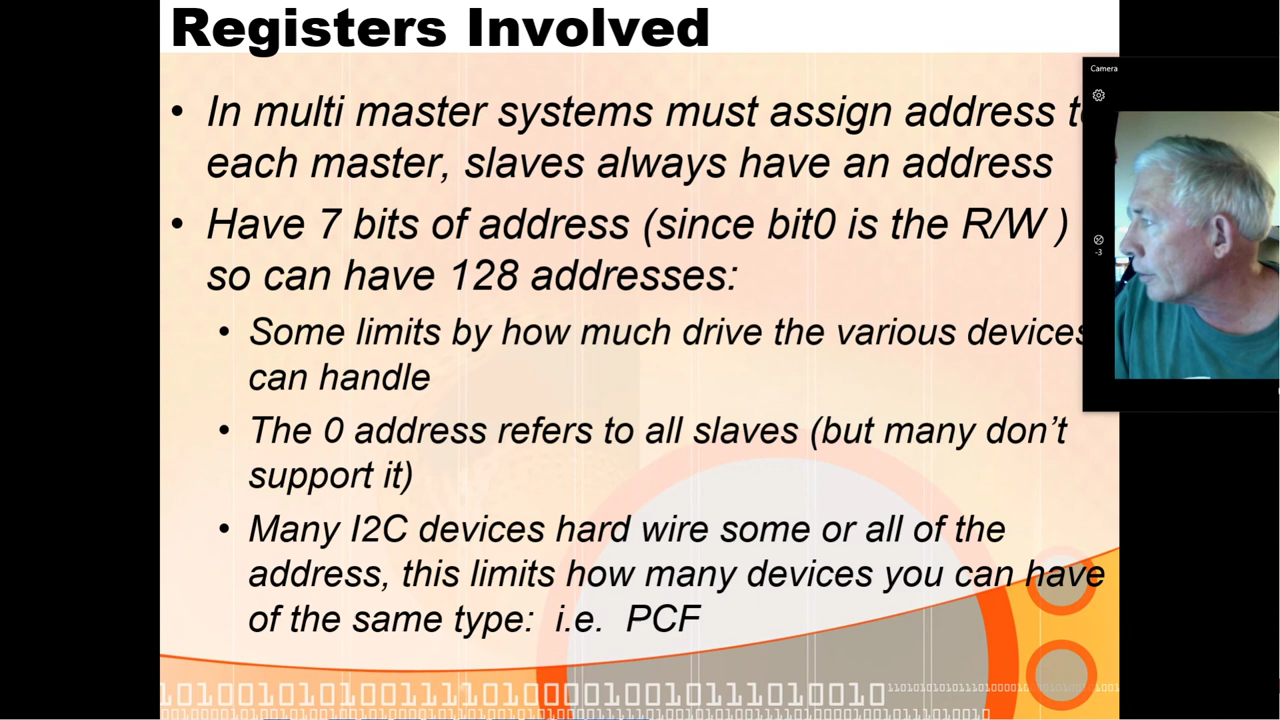 Registers Involved
• In multi master systems must assign address t
each master, slaves always have an address
• Have 7 bits of address (since bit0 is the R/W )
so can have 128 addresses:
• Some limits by how much drive the various devices
can handle
• The 0 address refers to all slaves (but many don't
support it)
• Many I2C devices hard wire some or all of the
address, this limits how many devices you can have
of the same type:  i.e.  PCF
Camera
-3